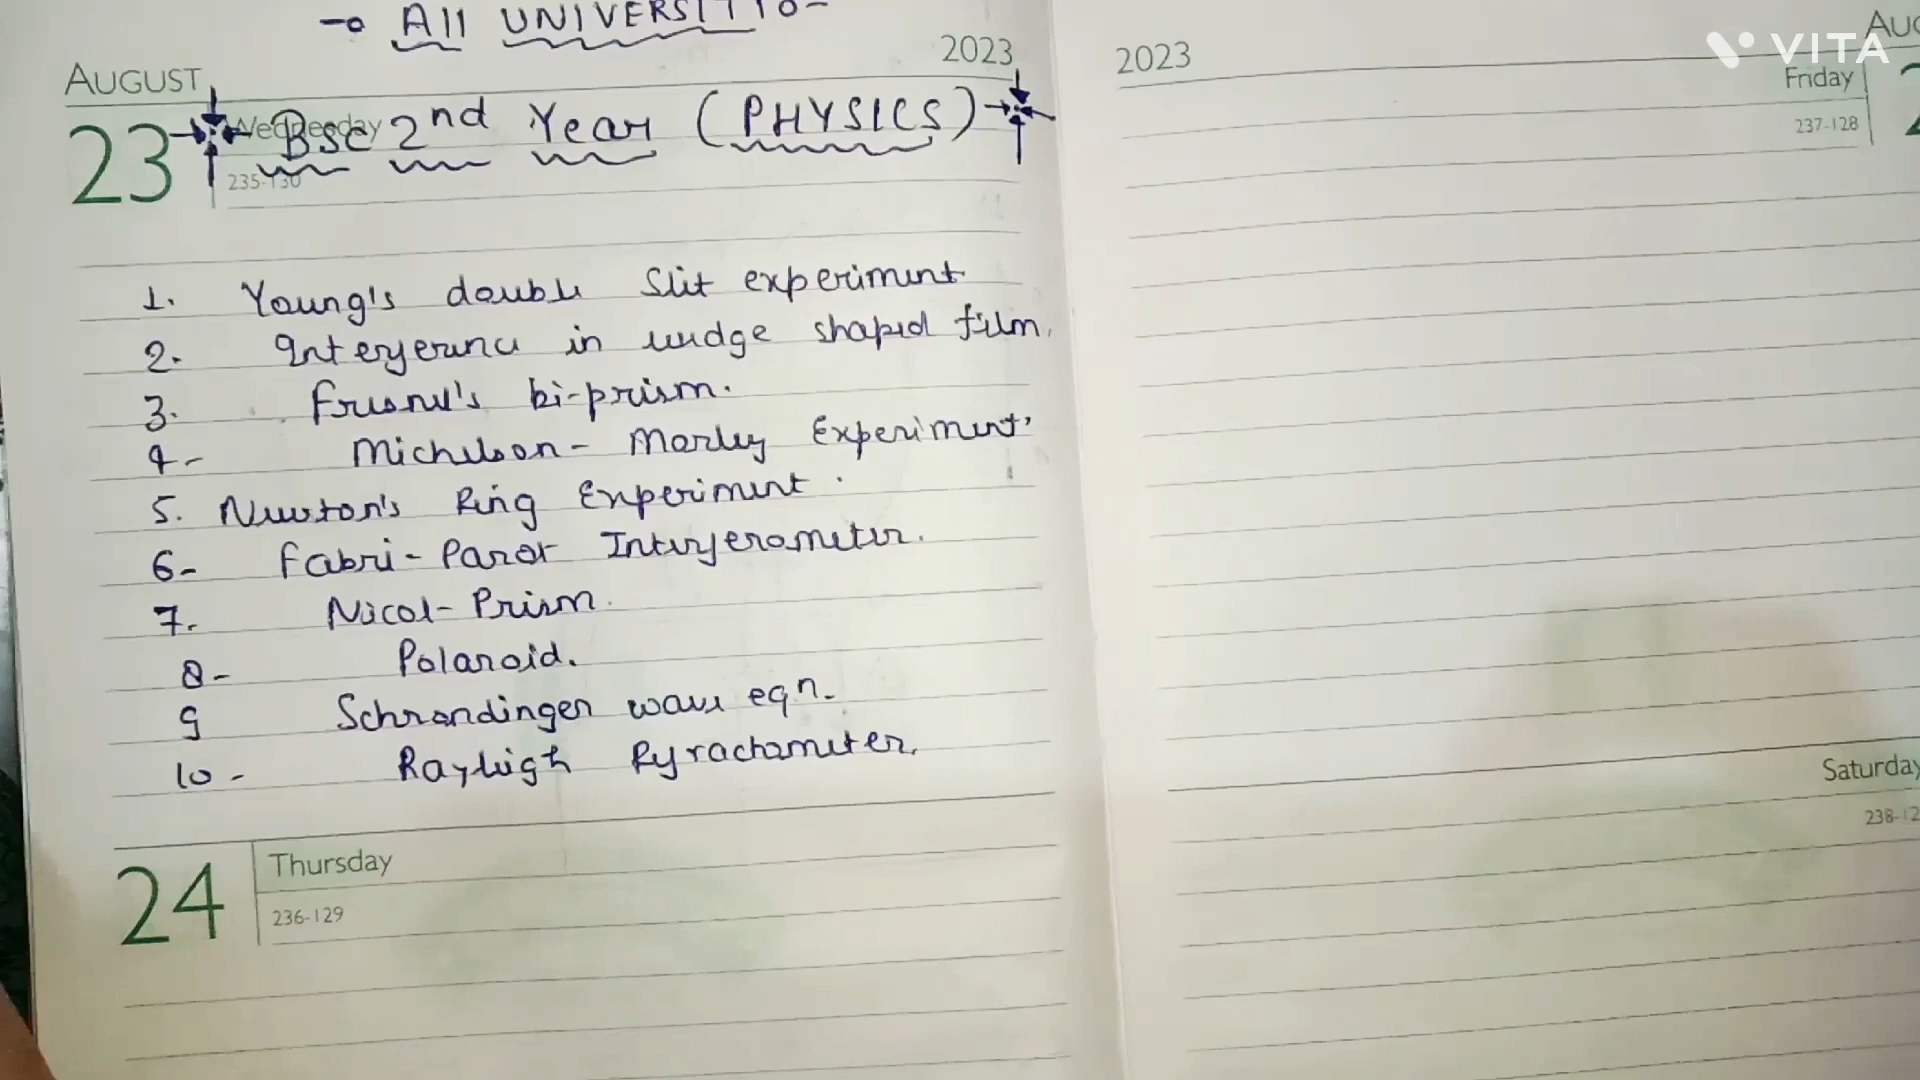 All UNIVERSITIO-
VITA
AUGUST
2023
2023
23
Wednesday
Bsc 2nd Year (PHYSICS)
235-130
Friday
237-128
1. Young's double Slit experiment.
2. Interference in wedge shaped film.
3. Fresnel's bi-prism.
4- Michelson - Morley Experiment.
5. Newton's Ring Experiment.
6- Fabri - Parot Interferometer.
7. Nicol - Prism.
8- Polaroid.
9 Schrondinger wave eqn.
10 - Rayleigh Ryractometer.
24
Thursday
236-129
Saturday